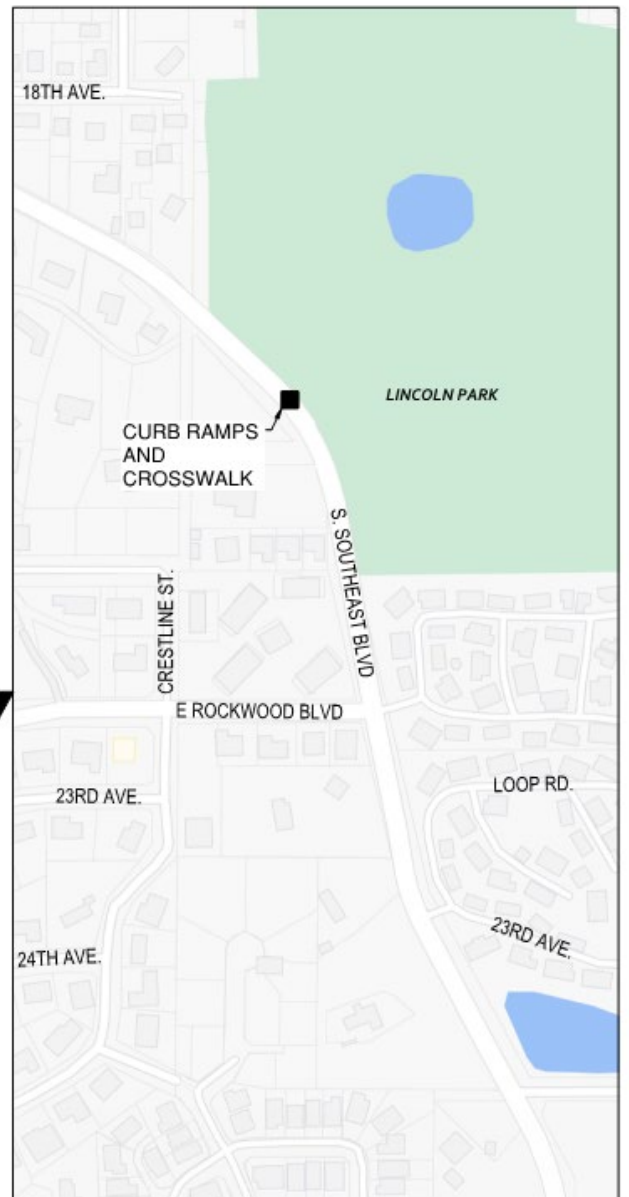 18TH AVE.
LINCOLN PARK
CURB RAMPS
AND
CROSSWALK
S. SOUTHEAST BLVD
CRESTLINE ST.
E ROCKWOOD BLVD
23RD AVE.
LOOP RD.
23RD AVE.
24TH AVE.